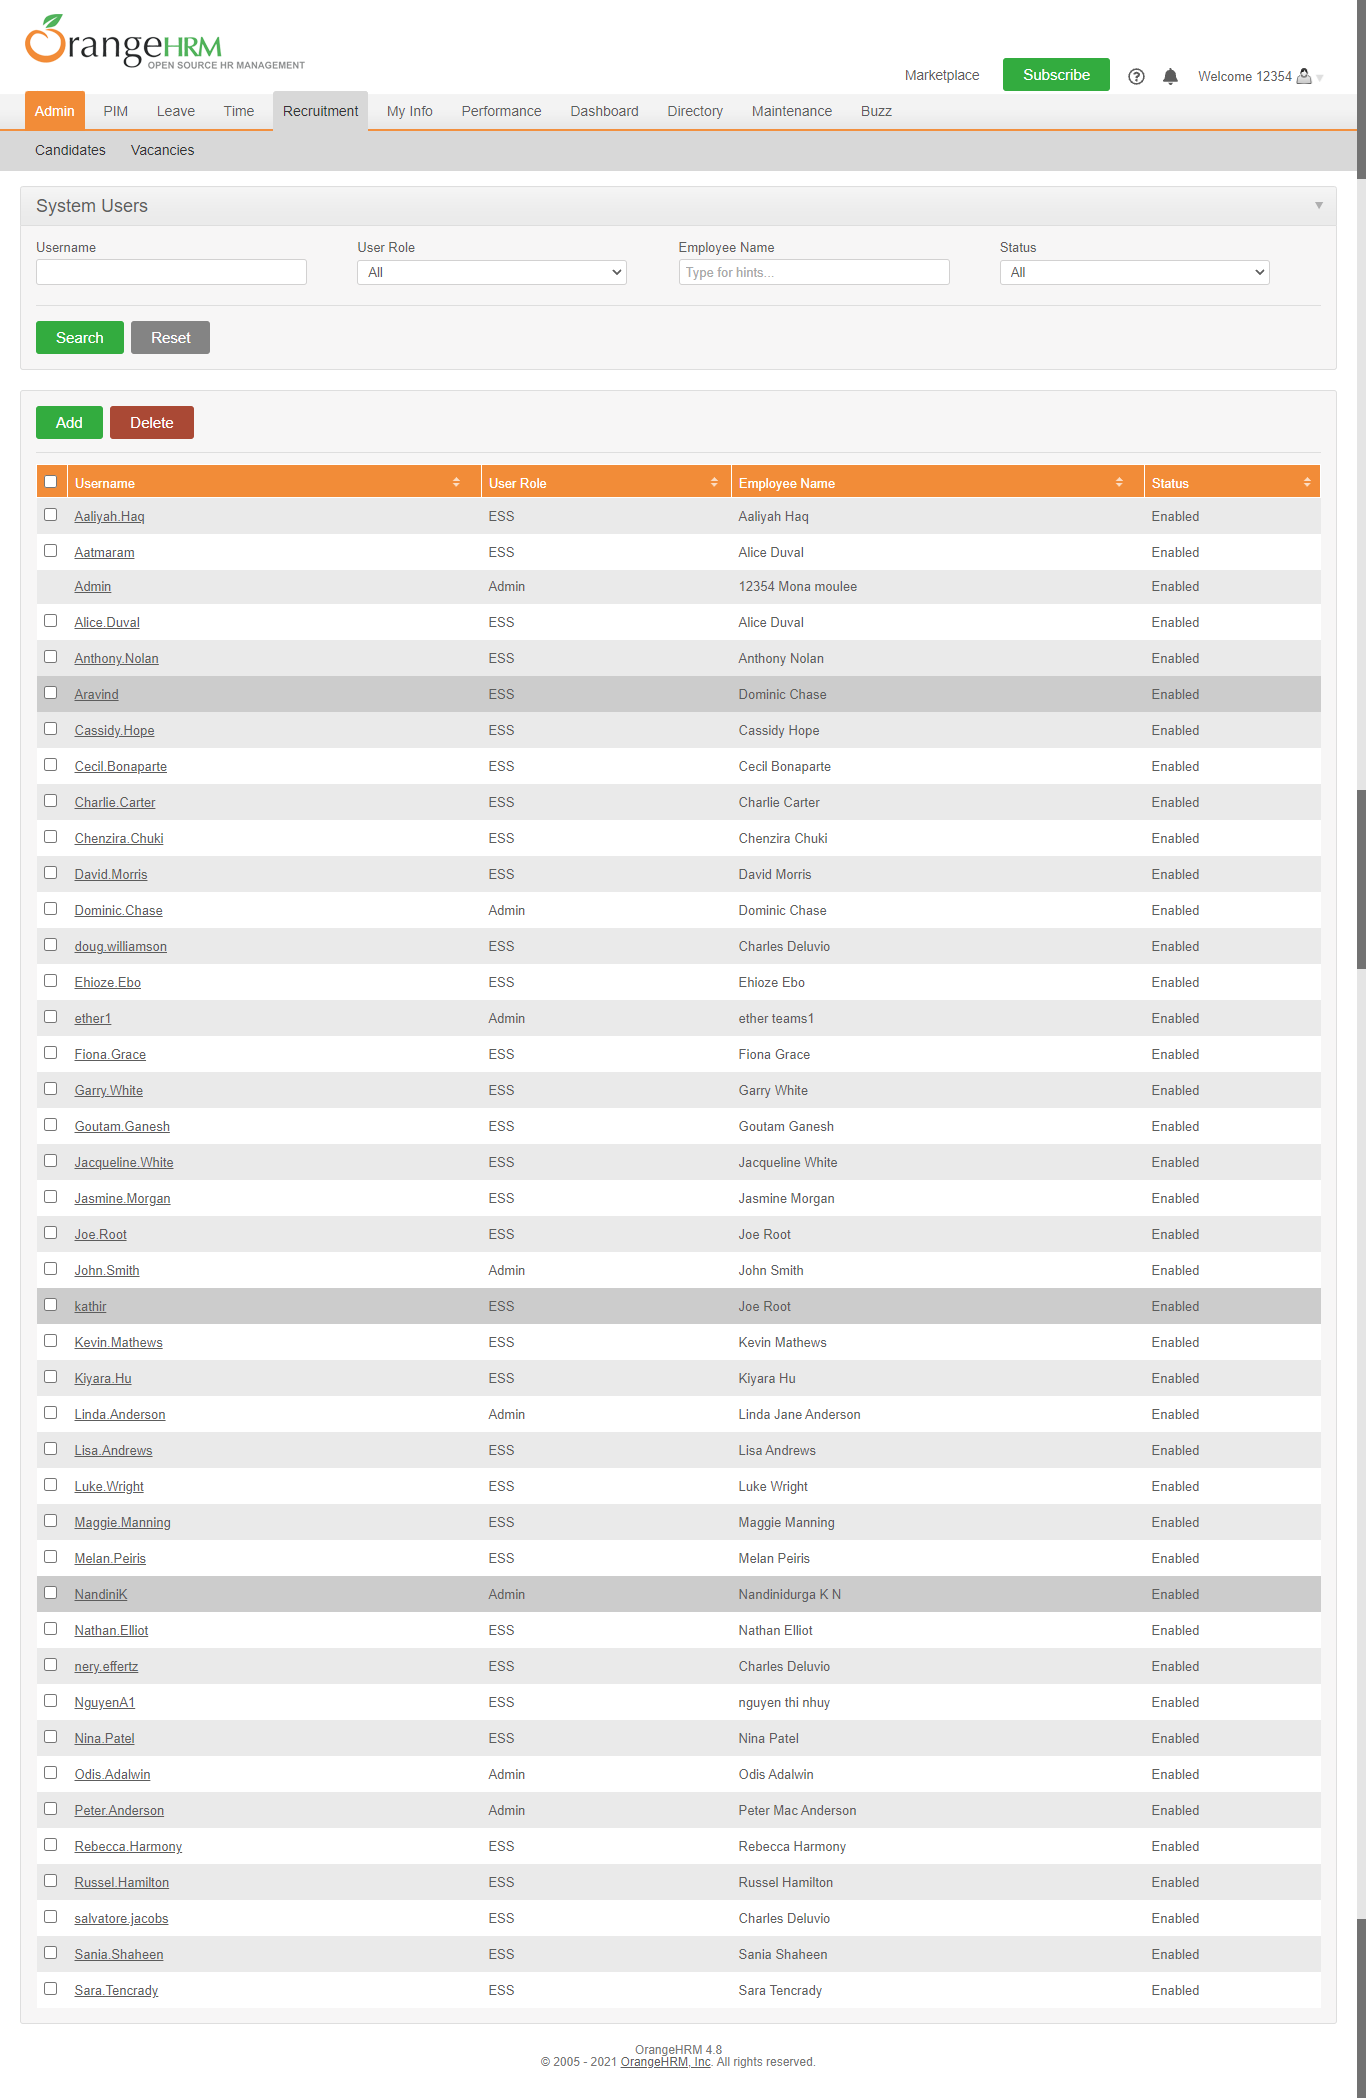 OrangeHRM
OPEN SOURCE HR MANAGEMENT
Marketplace Subscribe Welcome 12354
Admin PIM Leave Time Recruitment My Info Performance Dashboard Directory Maintenance Buzz
Candidates Vacancies
System Users
Username User Role Employee Name Status
All Type for hints... All
Search Reset
Add Delete
Username User Role Employee Name Status
Aaliyah.Haq ESS Aaliyah Haq Enabled
Aatmaram ESS Alice Duval Enabled
Admin Admin 12354 Mona moulee Enabled
Alice.Duval ESS Alice Duval Enabled
Anthony.Nolan ESS Anthony Nolan Enabled
Aravind ESS Dominic Chase Enabled
Cassidy.Hope ESS Cassidy Hope Enabled
Cecil.Bonaparte ESS Cecil Bonaparte Enabled
Charlie.Carter ESS Charlie Carter Enabled
Chenzira.Chuki ESS Chenzira Chuki Enabled
David.Morris ESS David Morris Enabled
Dominic.Chase Admin Dominic Chase Enabled
doug.williamson ESS Charles Deluvio Enabled
Ehioze.Ebo ESS Ehioze Ebo Enabled
ether1 Admin ether teams1 Enabled
Fiona.Grace ESS Fiona Grace Enabled
Garry.White ESS Garry White Enabled
Goutam.Ganesh ESS Goutam Ganesh Enabled
Jacqueline.White ESS Jacqueline White Enabled
Jasmine.Morgan ESS Jasmine Morgan Enabled
Joe.Root ESS Joe Root Enabled
John.Smith Admin John Smith Enabled
kathir ESS Joe Root Enabled
Kevin.Mathews ESS Kevin Mathews Enabled
Kiyara.Hu ESS Kiyara Hu Enabled
Linda.Anderson Admin Linda Jane Anderson Enabled
Lisa.Andrews ESS Lisa Andrews Enabled
Luke.Wright ESS Luke Wright Enabled
Maggie.Manning ESS Maggie Manning Enabled
Melan.Peiris ESS Melan Peiris Enabled
NandiniK Admin Nandinidurga K N Enabled
Nathan.Elliot ESS Nathan Elliot Enabled
nery.effertz ESS Charles Deluvio Enabled
NguyenA1 ESS nguyen thi nhuy Enabled
Nina.Patel ESS Nina Patel Enabled
Odis.Adalwin Admin Odis Adalwin Enabled
Peter.Anderson Admin Peter Mac Anderson Enabled
Rebecca.Harmony ESS Rebecca Harmony Enabled
Russel.Hamilton ESS Russel Hamilton Enabled
salvatore.jacobs ESS Charles Deluvio Enabled
Sania.Shaheen ESS Sania Shaheen Enabled
Sara.Tencrady ESS Sara Tencrady Enabled
OrangeHRM 4.8
© 2005 - 2021 OrangeHRM, Inc. All rights reserved.